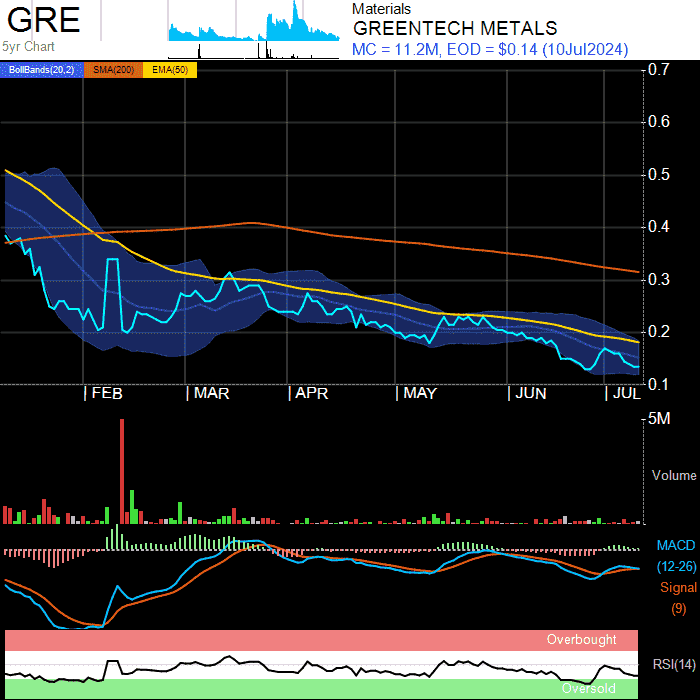 GRE
5yr Chart
Materials
GREENTECH METALS
MC = 11.2M, EOD = $0.14 (10Jul2024)
BollBands(20,2) SMA(200) EMA(50)
0.7
0.6
0.5
0.4
0.3
0.2
0.1
FEB MAR APR MAY JUN JUL
5M
Volume
MACD
(12-26)
Signal
(9)
Overbought
RSI(14)
Oversold